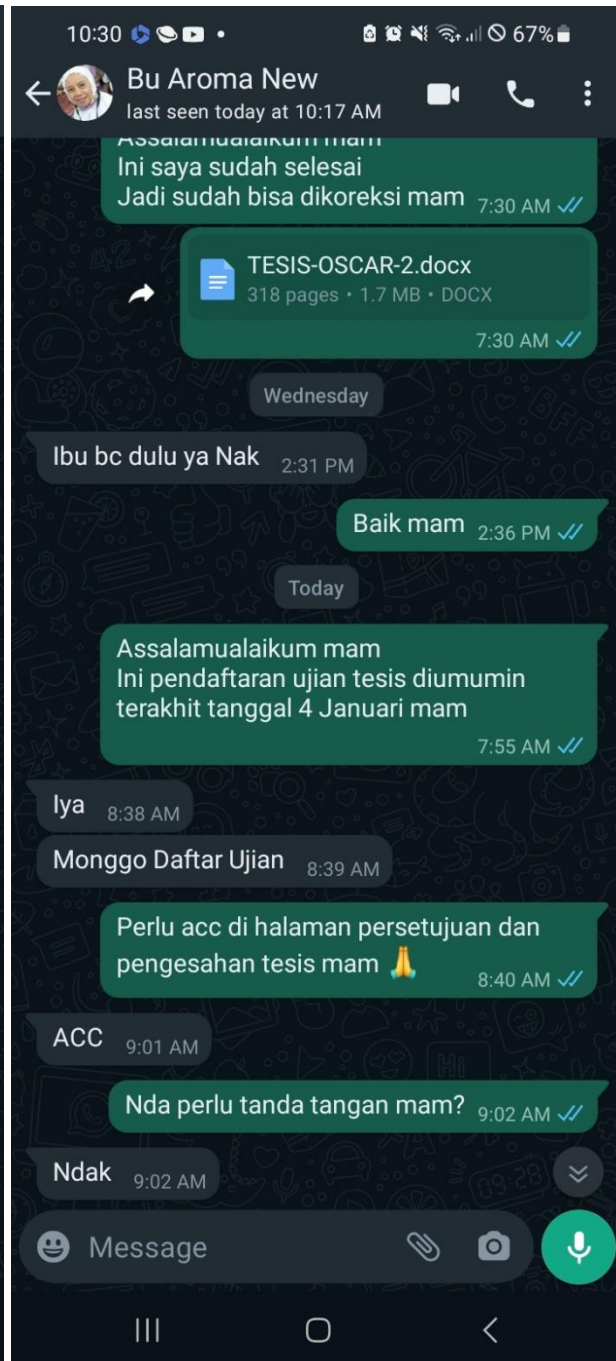 10:30
67%
Bu Aroma New
last seen today at 10:17 AM
Assalamualaikum mam
Ini saya sudah selesai
Jadi sudah bisa dikoreksi mam 7:30 AM
TESIS-OSCAR-2.docx
318 pages • 1.7 MB • DOCX
7:30 AM
Wednesday
Ibu bc dulu ya Nak 2:31 PM
Baik mam 2:36 PM
Today
Assalamualaikum mam
Ini pendaftaran ujian tesis diumumin
terakhit tanggal 4 Januari mam
7:55 AM
Iya 8:38 AM
Monggo Daftar Ujian 8:39 AM
Perlu acc di halaman persetujuan dan
pengesahan tesis mam 🙏 8:40 AM
ACC 9:01 AM
Nda perlu tanda tangan mam? 9:02 AM
Ndak 9:02 AM
Message